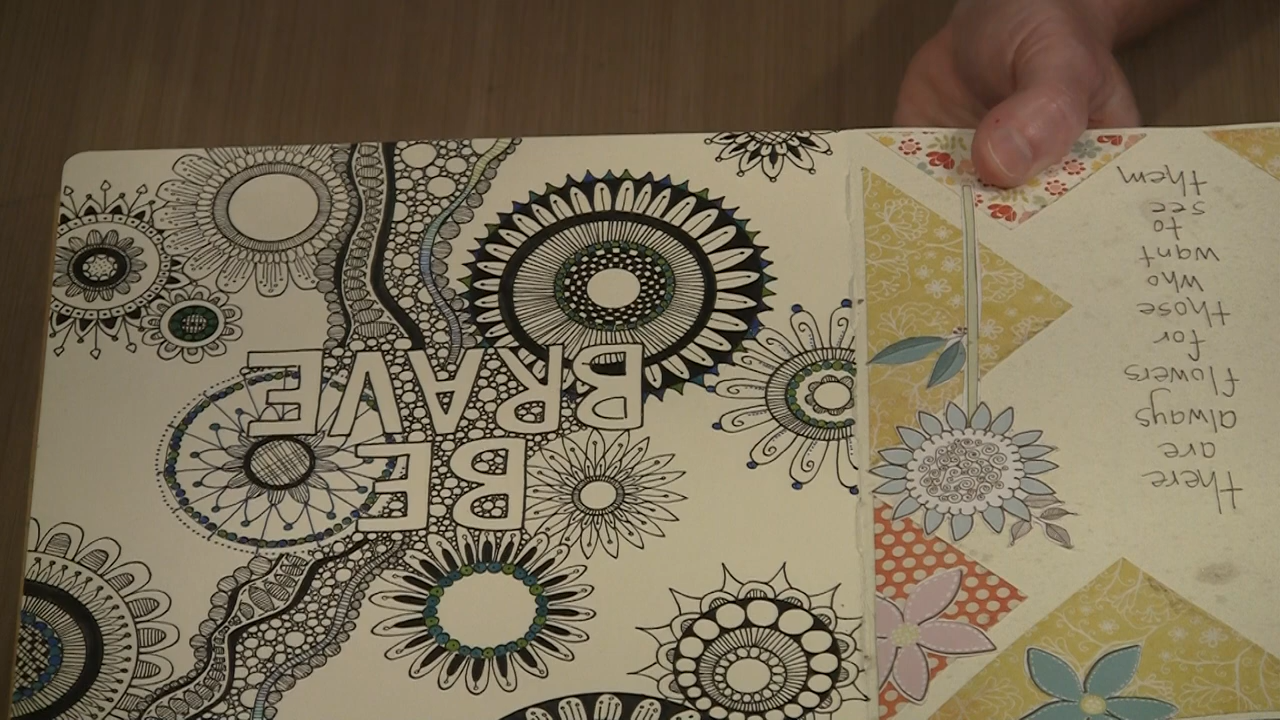 BE
BRAVE
there
are
always
flowers
for
those
who
want
to
see
them